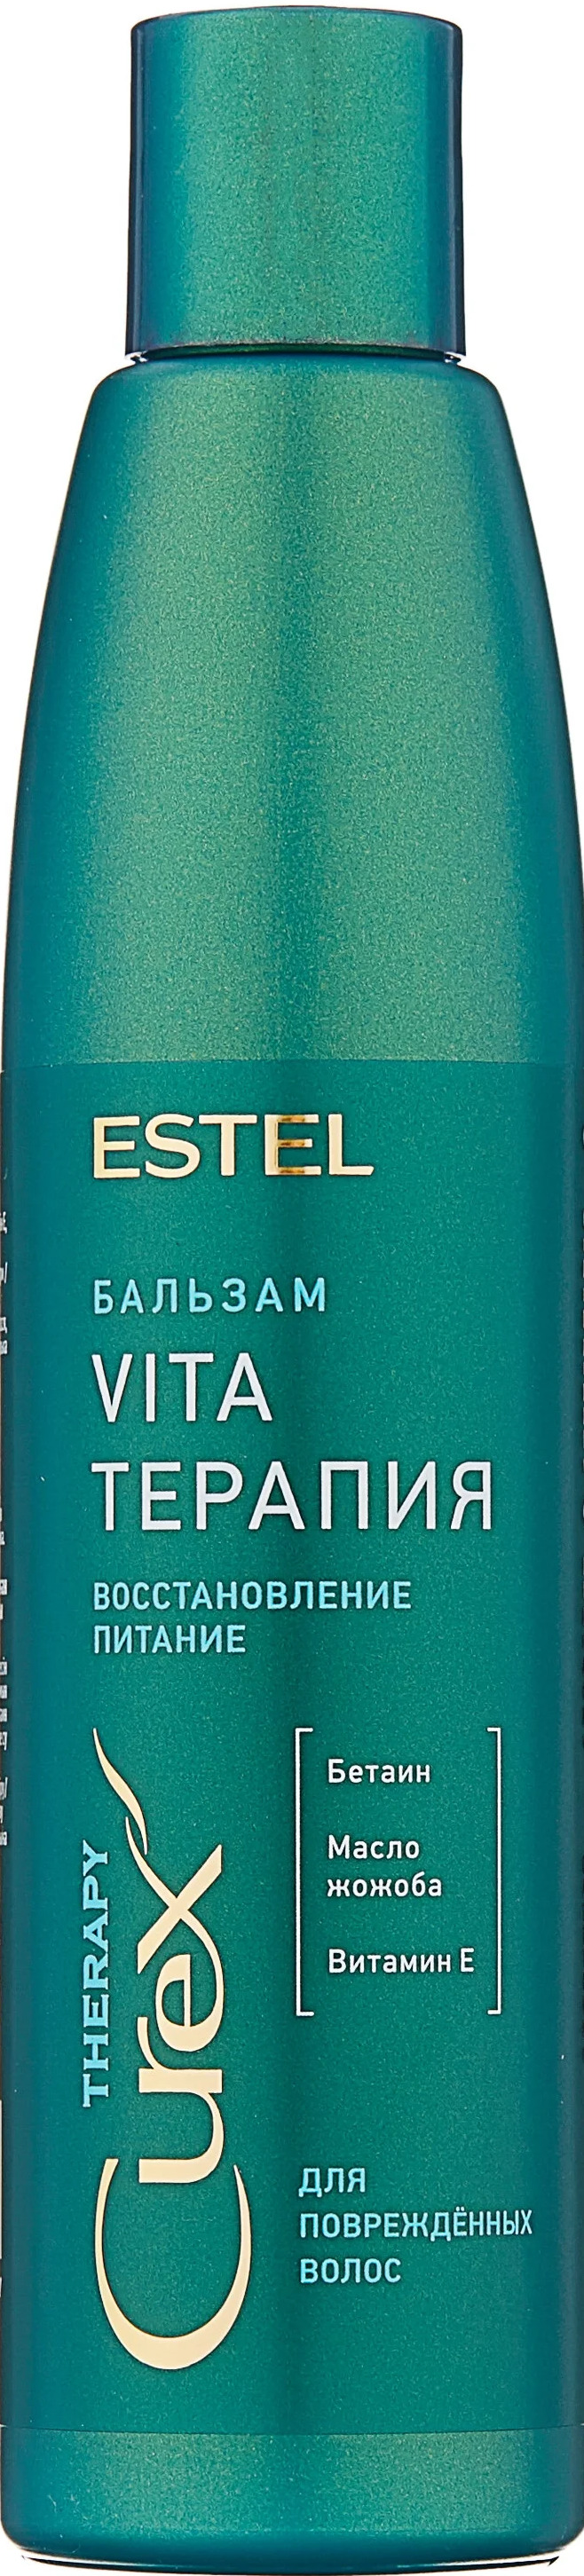 ESTEL
БАЛЬЗАМ
VITA
ТЕРАПИЯ
ВОССТАНОВЛЕНИЕ
ПИТАНИЕ
Бетаин
Масло
жожоба
Витамин Е
THERAPY
Curex
ДЛЯ
ПОВРЕЖДЁННЫХ
ВОЛОС